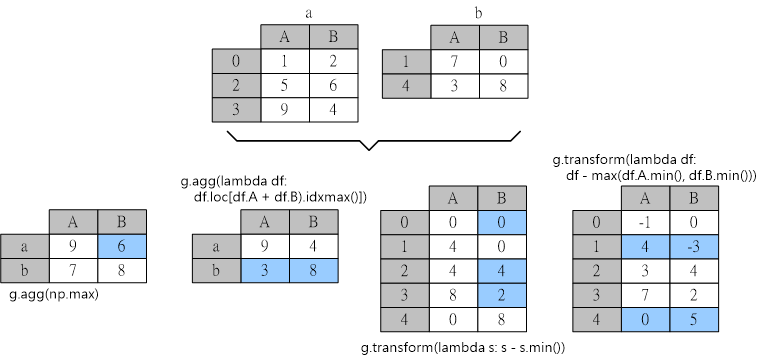 a
A B
0 1 2
2 5 6
3 9 4
b
A B
1 7 0
4 3 8
A B
a 9 6
b 7 8
g.agg(np.max)
g.agg(lambda df:
df.loc[df.A + df.B).idxmax()])
A B
a 9 4
b 3 8
A B
0 0 0
1 4 0
2 4 4
3 8 2
4 0 8
g.transform(lambda s: s - s.min())
g.transform(lambda df:
df - max(df.A.min(), df.B.min()))
A B
0 -1 0
1 4 -3
2 3 4
3 7 2
4 0 5